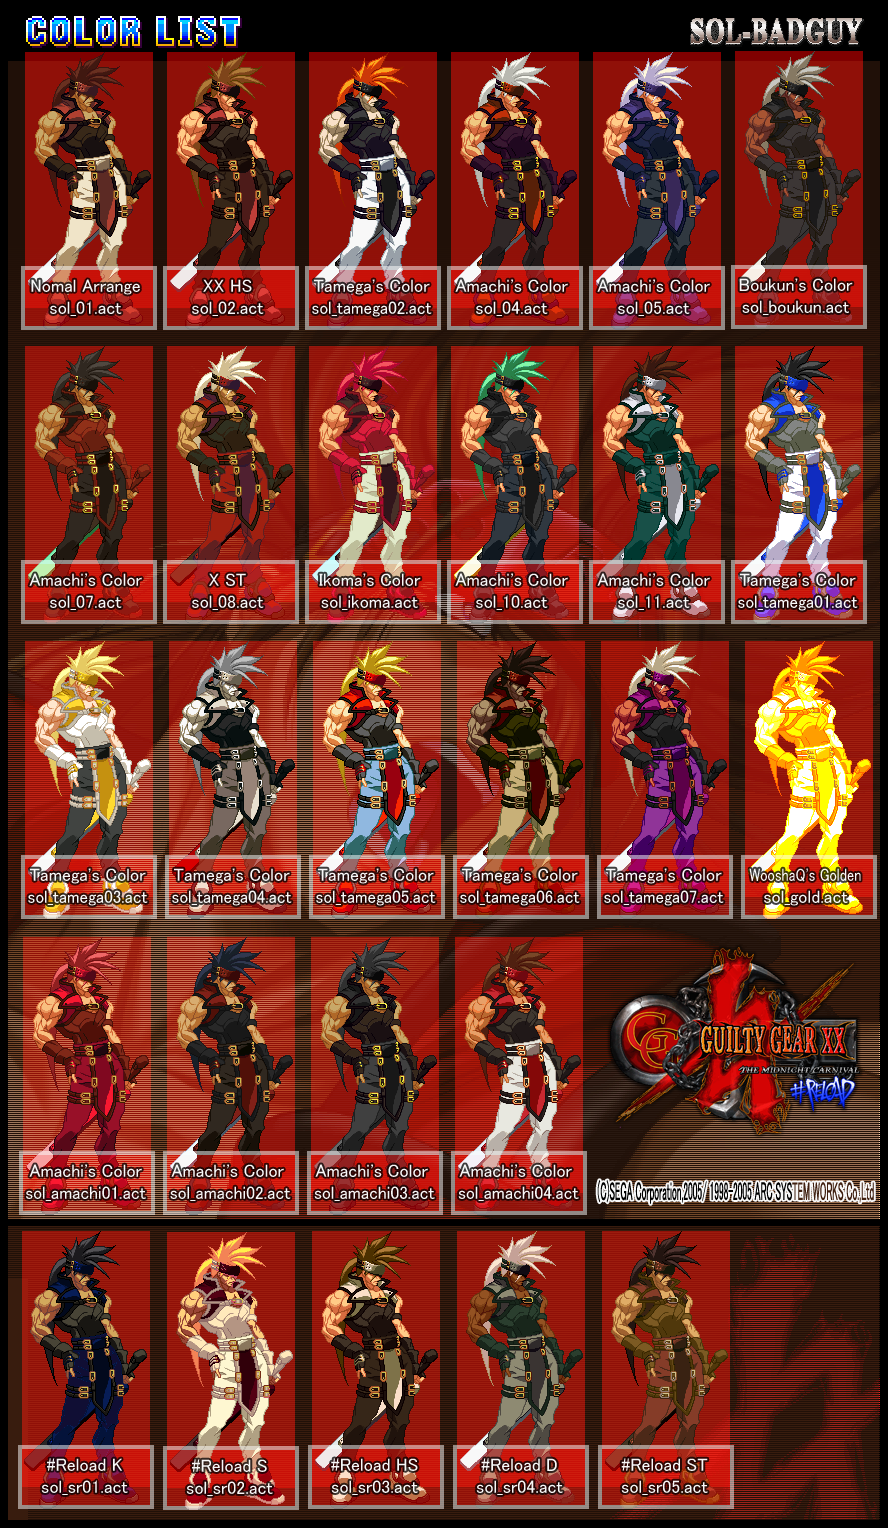 COLOR LIST
SOL-BADGUY
Nomal Arrange
sol_01.act
XX HS
sol_02.act
Tamega's Color
sol_tamega02.act
Amachi's Color
sol_04.act
Amachi's Color
sol_05.act
Boukun's Color
sol_boukun.act
Amachi's Color
sol_07.act
X ST
sol_08.act
Ikoma's Color
sol_ikoma.act
Amachi's Color
sol_10.act
Amachi's Color
sol_11.act
Tamega's Color
sol_tamega01.act
Tamega's Color
sol_tamega03.act
Tamega's Color
sol_tamega04.act
Tamega's Color
sol_tamega05.act
Tamega's Color
sol_tamega06.act
Tamega's Color
sol_tamega07.act
WooshaQ's Golden
sol_gold.act
Amachi's Color
sol_amachi01.act
Amachi's Color
sol_amachi02.act
Amachi's Color
sol_amachi03.act
Amachi's Color
sol_amachi04.act
GG
GUILTY GEAR XX
THE MIDNIGHT CARNIVAL
#RELOAD
(C)SEGA Corporation,2005/ 1998-2005 ARC SYSTEM WORKS Co.,Ltd
#Reload K
sol_sr01.act
#Reload S
sol_sr02.act
#Reload HS
sol_sr03.act
#Reload D
sol_sr04.act
#Reload ST
sol_sr05.act